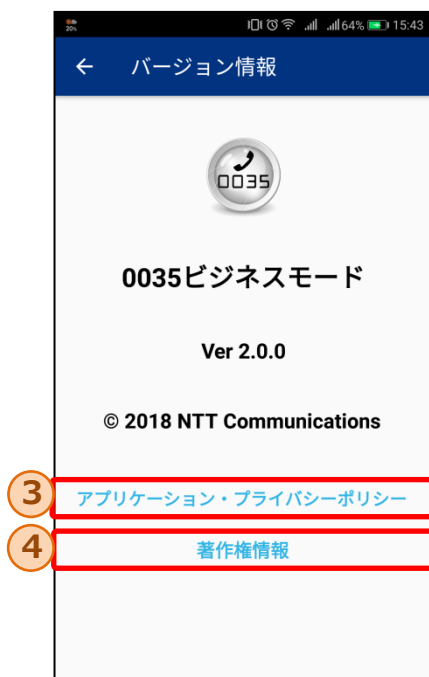 20% 64% 15:43
← バージョン情報
0035
0035ビジネスモード
Ver 2.0.0
© 2018 NTT Communications
3 アプリケーション・プライバシーポリシー
4 著作権情報